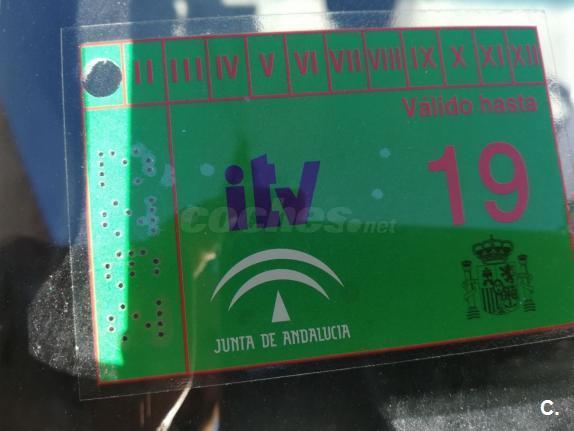 II III IV V VI VII VIII IX X XI XII
Válido hasta
19
itv
coches.net
JUNTA DE ANDALUCIA
C.